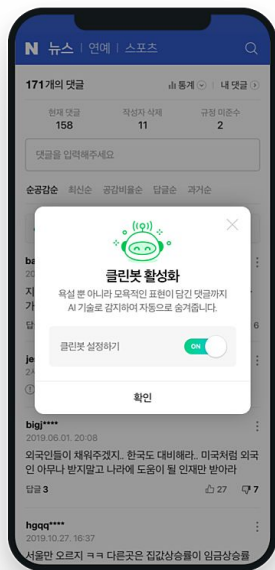 N 뉴스 연예 스포츠
171개의 댓글 통계 내 댓글
현재 댓글 작성자 삭제 규정 미준수
158 11 2
댓글을 입력해주세요
순공감순 최신순 공감비율순 답글순 과거순
클린봇 활성화
욕설 뿐 아니라 모욕적인 표현이 담긴 댓글까지
AI 기술로 감지하여 자동으로 숨겨줍니다.
클린봇 설정하기 ON
확인
bigj****
2019.06.01. 20:08
외국인들이 채워주겠지.. 한국도 대비해라.. 미국처럼 외국
인 아무나 받지말고 나라에 도움이 될 인재만 받아라
답글 3 27 7
hgqq****
2019.10.27. 16:37
서울만 오르지 ㅋㅋ 다른곳은 집값상승률이 임금상승률